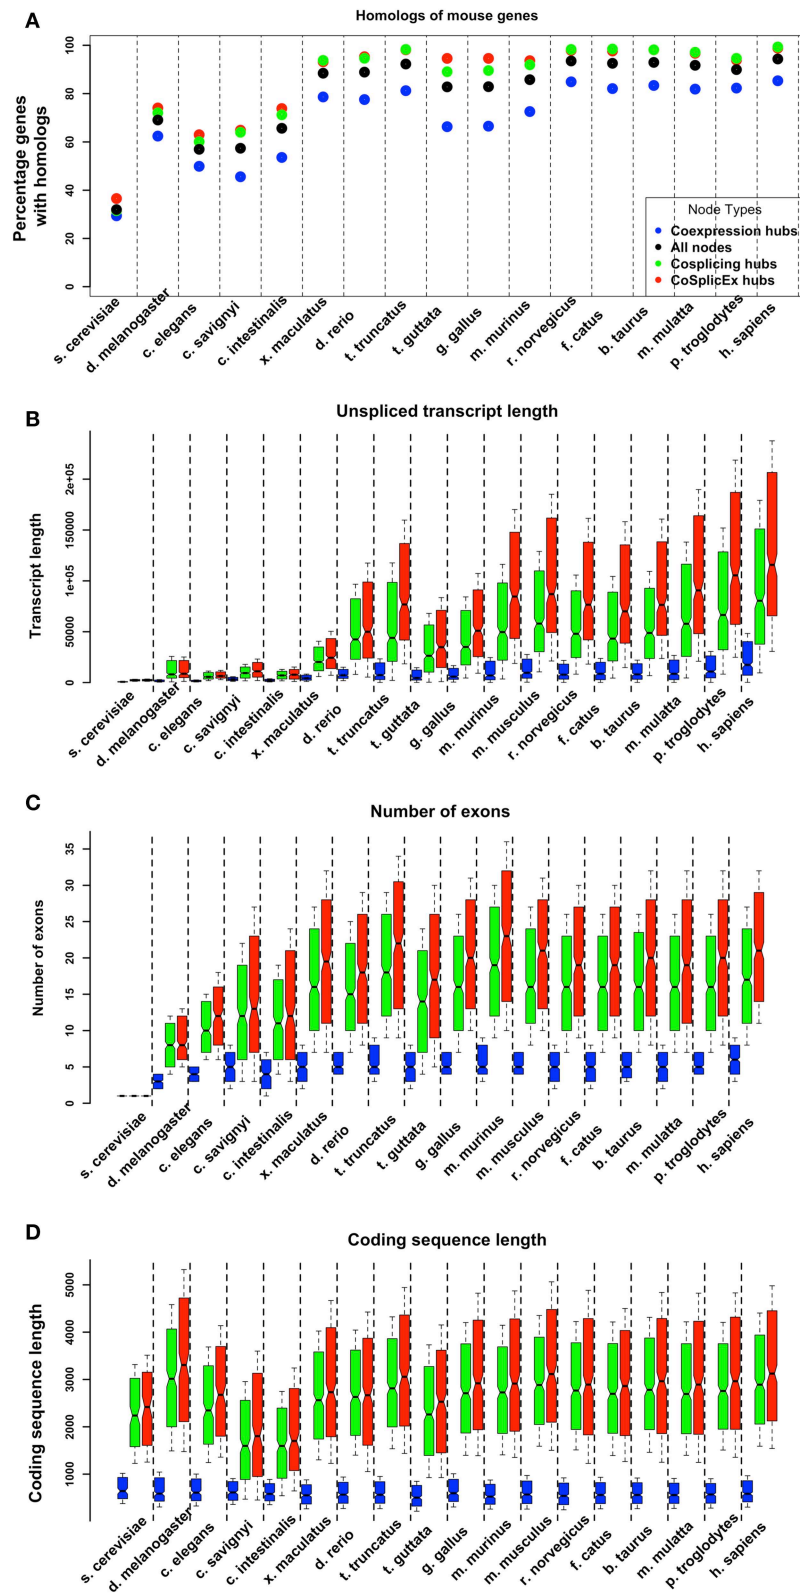 A
Homologs of mouse genes
Percentage genes
with homologs
100
80
60
40
20
0
Node Types
Coexpression hubs
All nodes
Cosplicing hubs
CoSplicEx hubs
s. cerevisiae
d. melanogaster
c. elegans
c. savignyi
c. intestinalis
x. maculatus
d. rerio
t. truncatus
t. guttata
g. gallus
m. murinus
r. norvegicus
f. catus
b. taurus
m. mulatta
p. troglodytes
h. sapiens
B
Unspliced transcript length
Transcript length
2e+05
150000
1e+05
50000
0
s. cerevisiae
d. melanogaster
c. elegans
c. savignyi
c. intestinalis
x. maculatus
d. rerio
t. truncatus
t. guttata
g. gallus
m. murinus
m. musculus
r. norvegicus
f. catus
b. taurus
m. mulatta
p. troglodytes
h. sapiens
C
Number of exons
Number of exons
35
30
25
20
15
10
5
0
s. cerevisiae
d. melanogaster
c. elegans
c. savignyi
c. intestinalis
x. maculatus
d. rerio
t. truncatus
t. guttata
g. gallus
m. murinus
m. musculus
r. norvegicus
f. catus
b. taurus
m. mulatta
p. troglodytes
h. sapiens
D
Coding sequence length
Coding sequence length
5000
4000
3000
2000
1000
s. cerevisiae
d. melanogaster
c. elegans
c. savignyi
c. intestinalis
x. maculatus
d. rerio
t. truncatus
t. guttata
g. gallus
m. murinus
m. musculus
r. norvegicus
f. catus
b. taurus
m. mulatta
p. troglodytes
h. sapiens